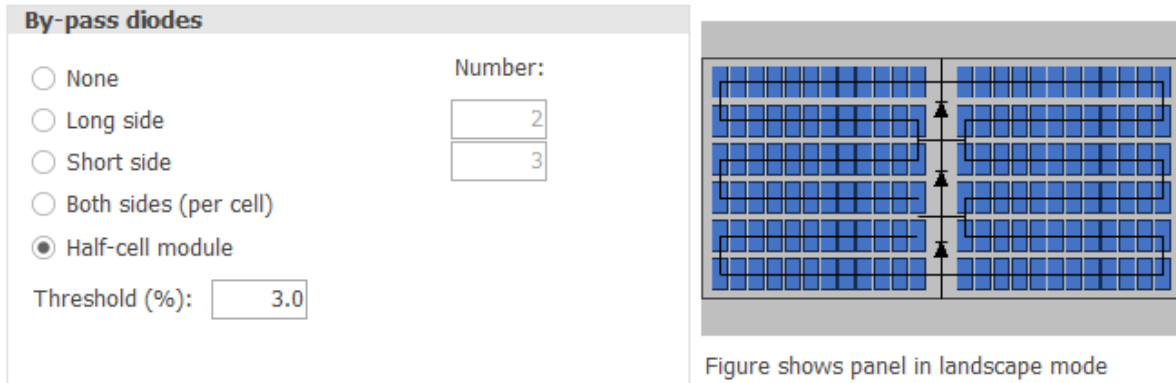 By-pass diodes
None
Number:
Long side
2
Short side
3
Both sides (per cell)
Half-cell module
Threshold (%): 3.0
Figure shows panel in landscape mode